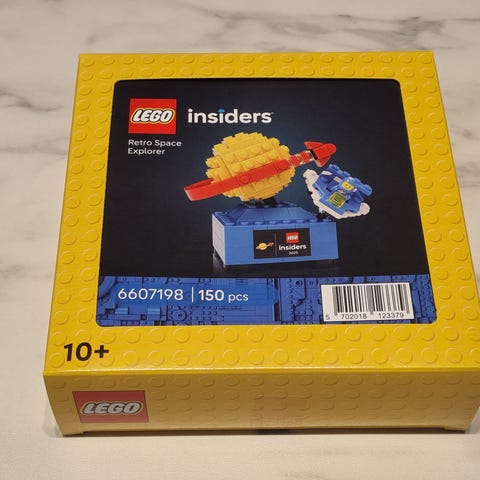 LEGO insiders
Retro Space
Explorer
LEGO
insiders
2025
6607198 | 150 pcs
5 702018 123379
10+
LEGO